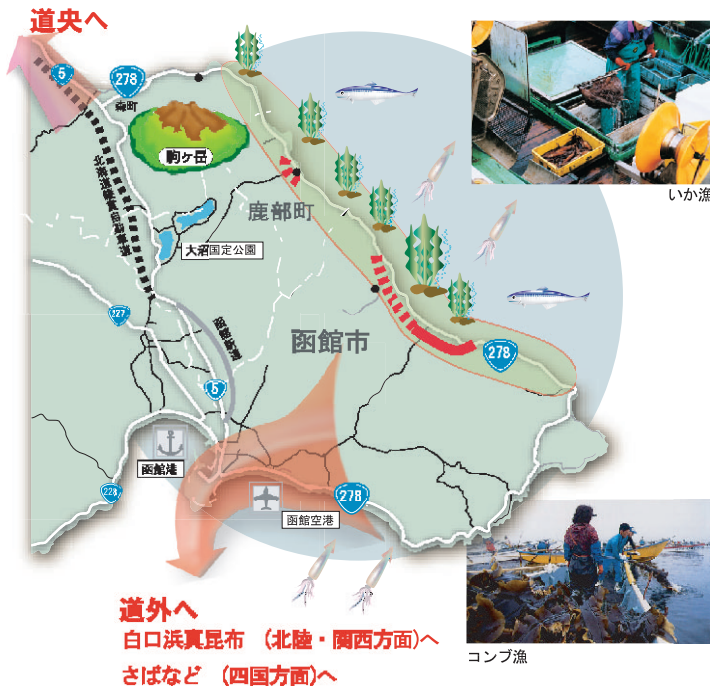 道央へ
5
278
森町
駒ヶ岳
北海道縦貫自動車道
鹿部町
大沼国定公園
いか漁
227
函館新道
函館市
278
5
函館港
228
278
函館空港
道外へ
白口浜真昆布 (北陸・関西方面)へ
さばなど (四国方面)へ
コンブ漁